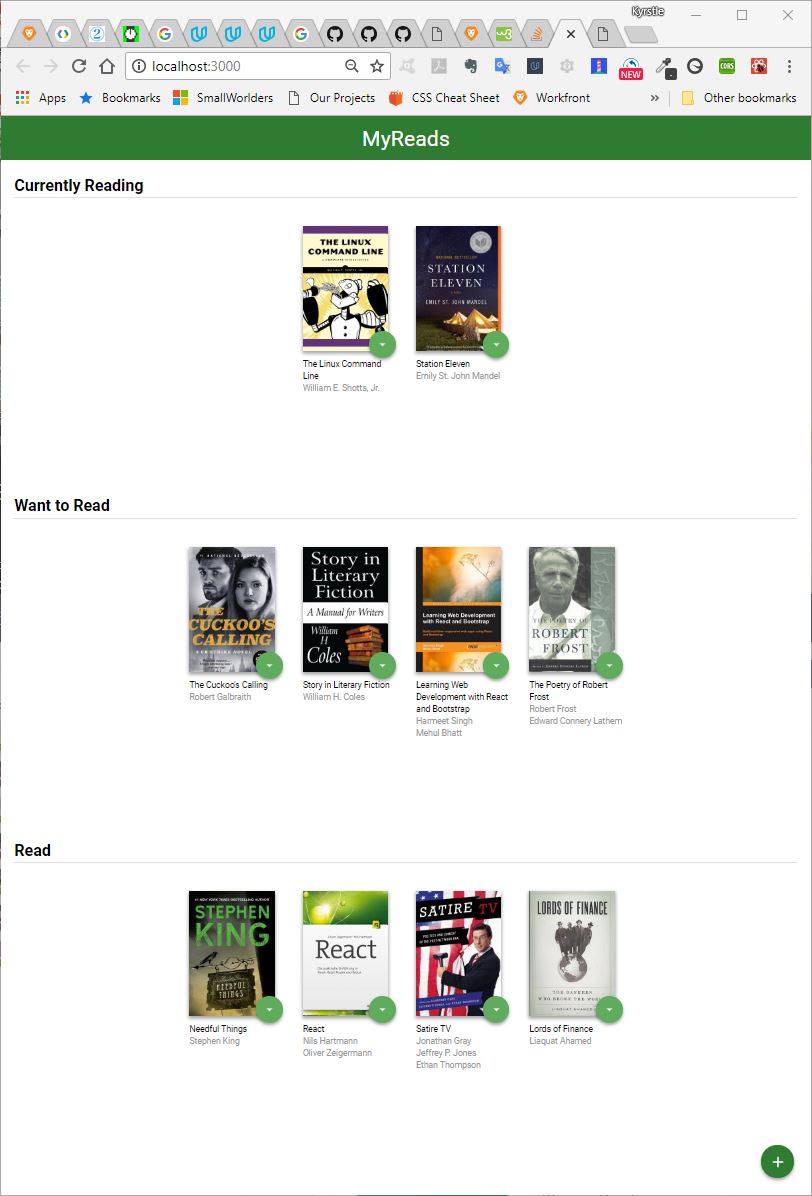 Kyrstle
localhost:3000
NEW
CORS
Apps
Bookmarks
SmallWorlders
Our Projects
CSS Cheat Sheet
Workfront
»
Other bookmarks
MyReads
Currently Reading
THE LINUX
COMMAND LINE
STATION
ELEVEN
EMILY ST. JOHN MANDEL
The Linux Command
Line
William E. Shotts, Jr.
Station Eleven
Emily St. John Mandel
Want to Read
THE
CUCKOO'S
CALLING
Story in
Literary
Fiction
A Manual for Writers
William
H
Coles
Learning Web Development
with React and Bootstrap
THE POETRY OF
ROBERT
FROST
The Cuckoo's Calling
Robert Galbraith
Story in Literary Fiction
William H. Coles
Learning Web
Development with React
and Bootstrap
Harmeet Singh
Mehul Bhatt
The Poetry of Robert
Frost
Robert Frost
Edward Connery Lathem
Read
STEPHEN
KING
NEEDFUL
THINGS
React
SATIRE TV
LORDS OF FINANCE
THE BANKERS
WHO BROKE THE WORLD
Needful Things
Stephen King
React
Nils Hartmann
Oliver Zeigermann
Satire TV
Jonathan Gray
Jeffrey P. Jones
Ethan Thompson
Lords of Finance
Liaquat Ahamed
+